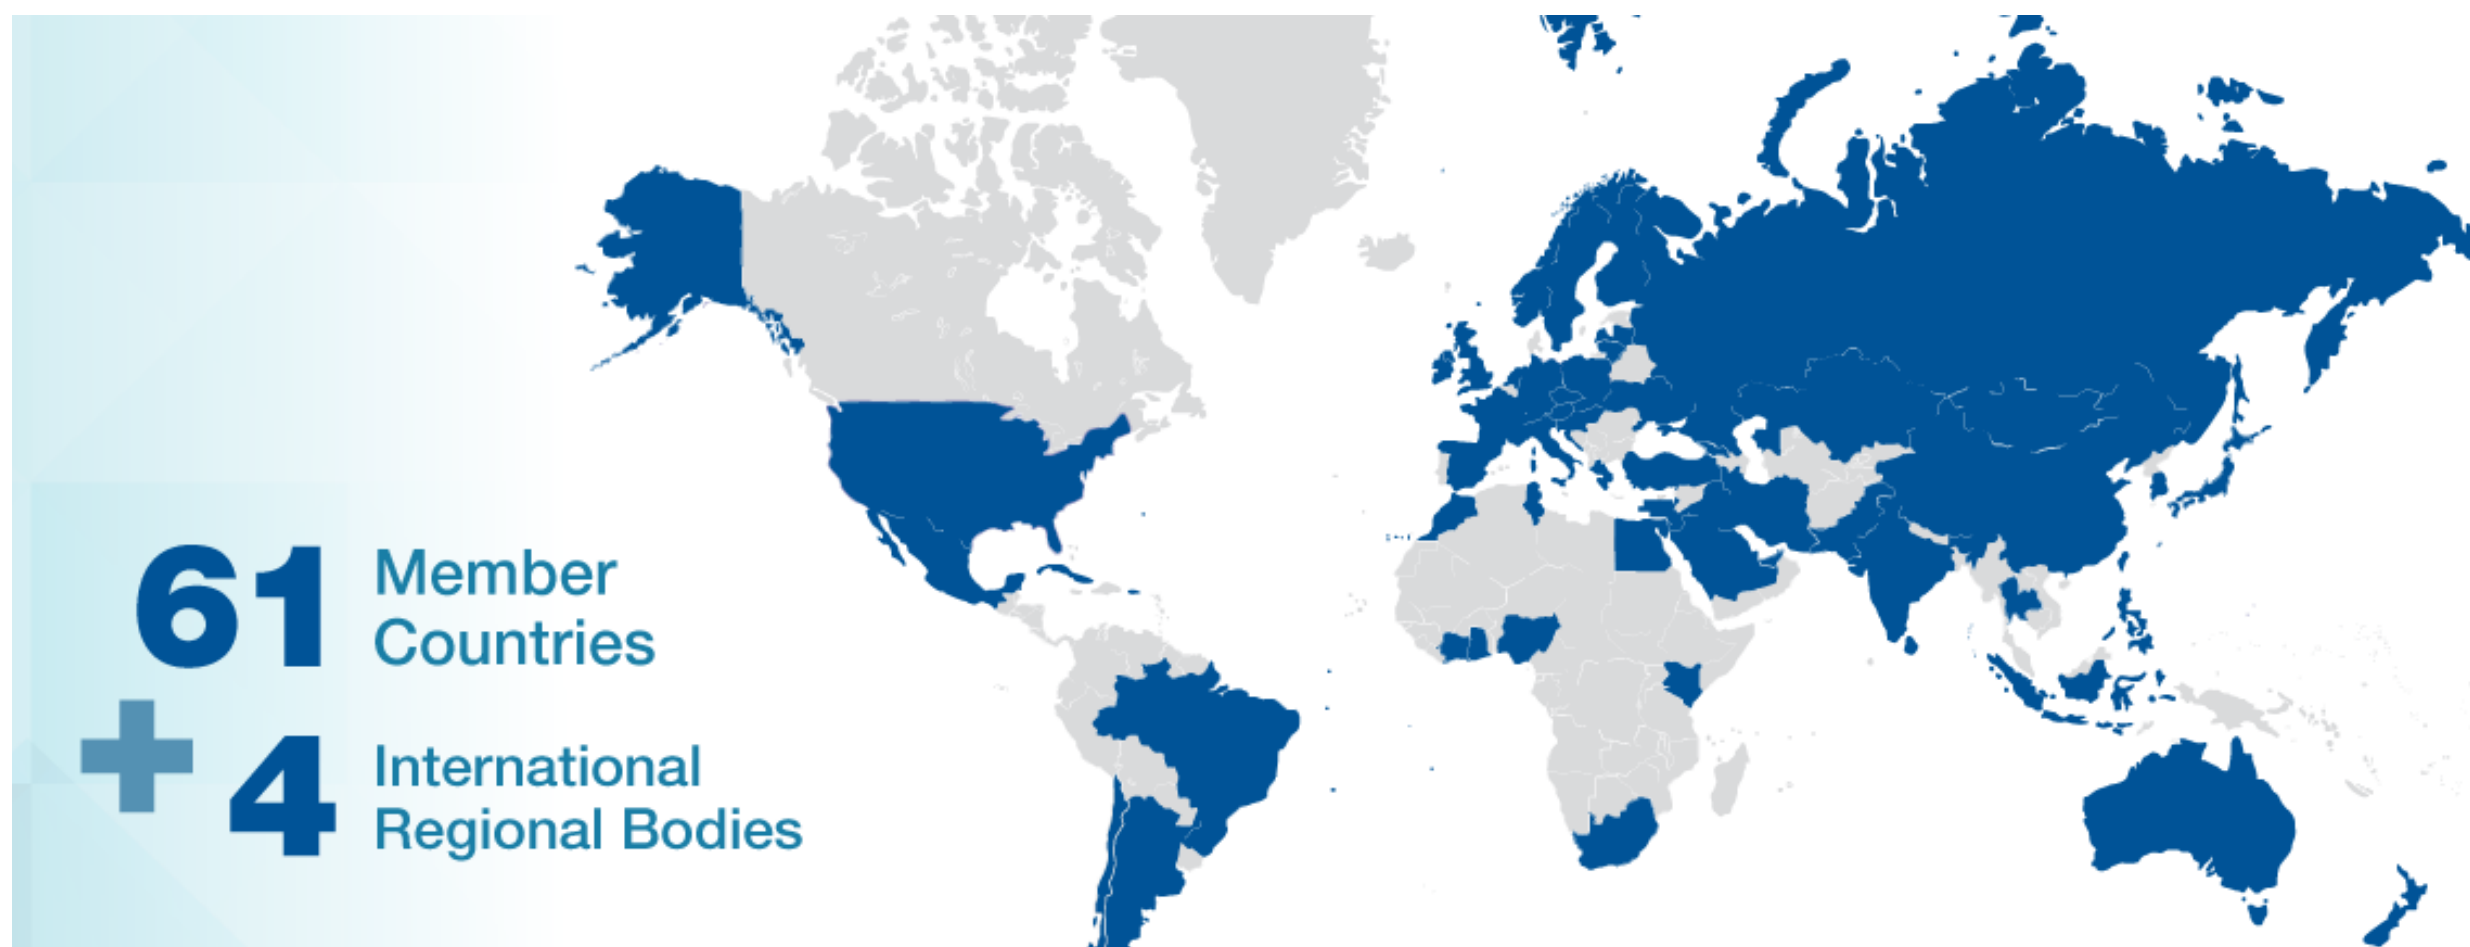 61 Member
Countries
+ 4 International
Regional Bodies